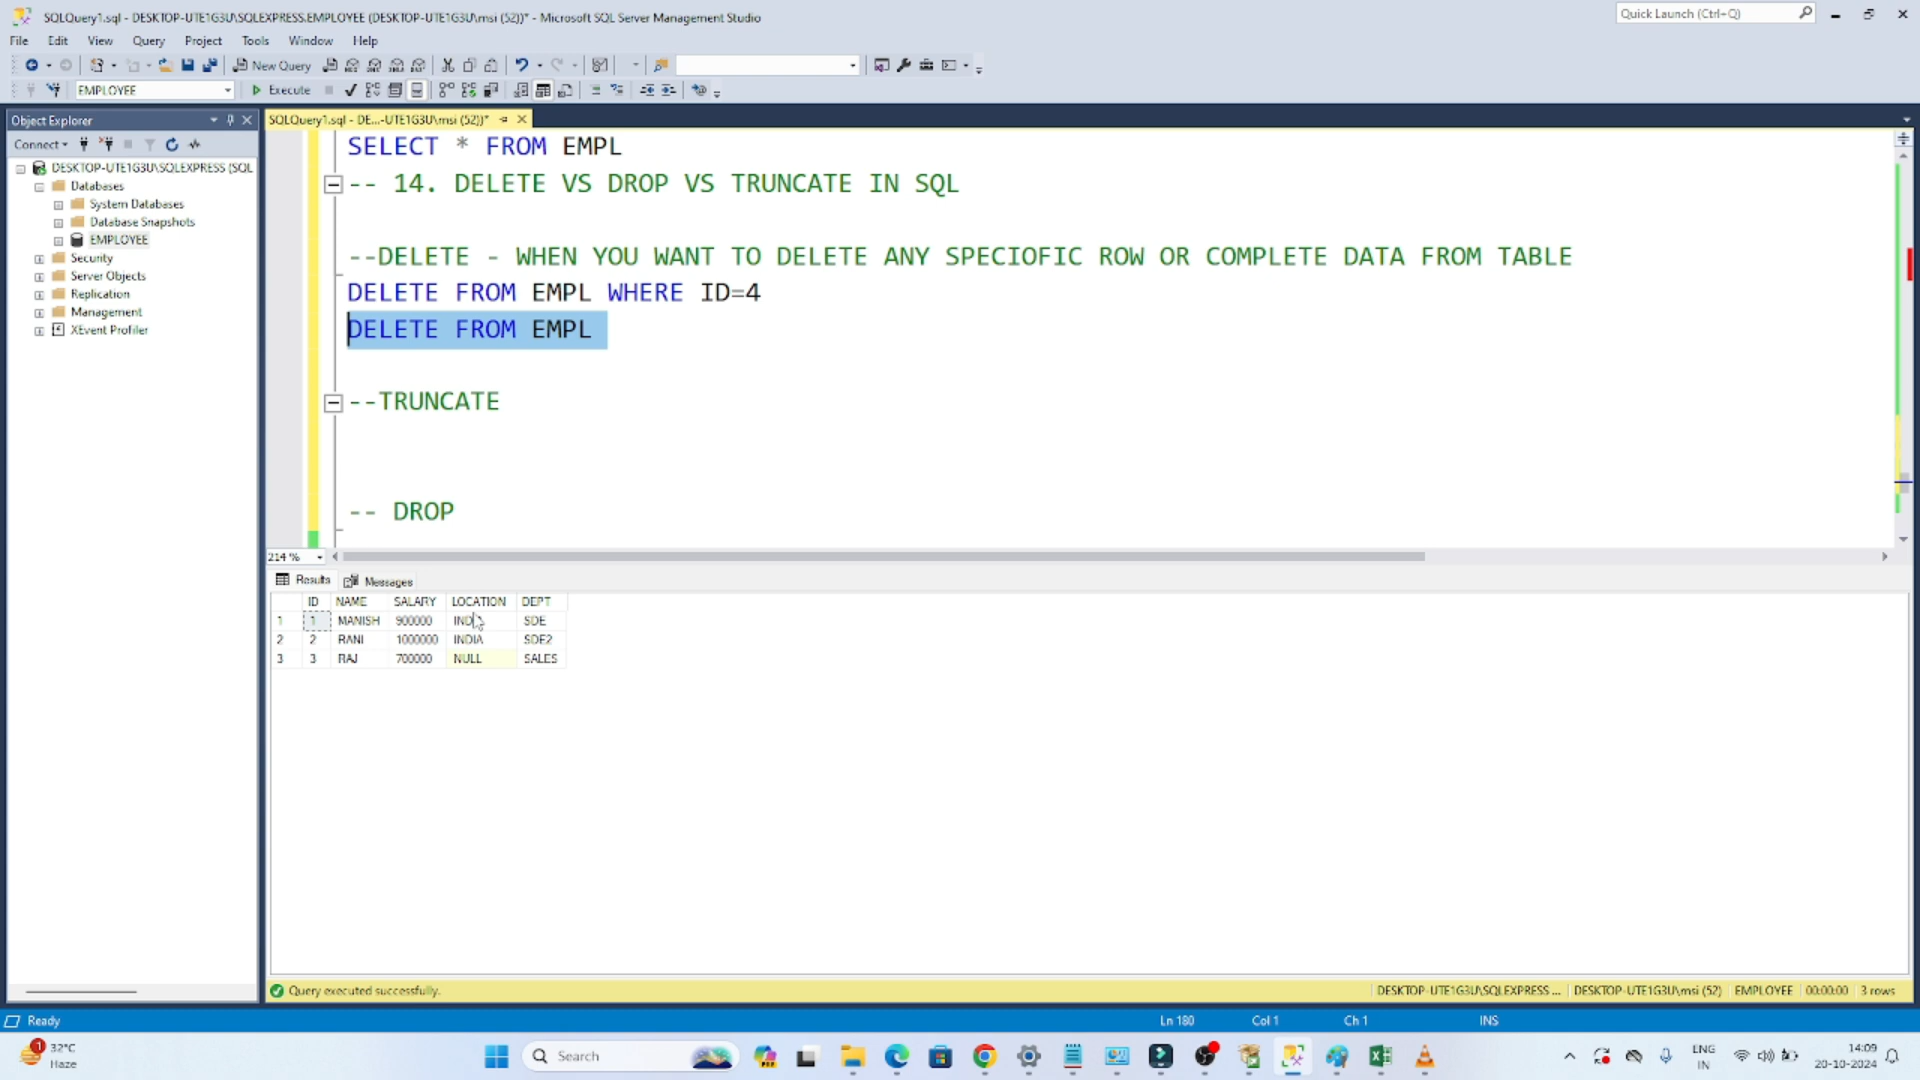 SQLQuery1.sql - DESKTOP-UTE1G3U\SQLEXPRESS.EMPLOYEE (DESKTOP-UTE1G3U\msi (52))* - Microsoft SQL Server Management Studio
Quick Launch (Ctrl+Q)
File Edit View Query Project Tools Window Help
New Query
EMPLOYEE
Execute
Object Explorer
SQLQuery1.sql - DE...-UTE1G3U\msi (52))*
Connect
DESKTOP-UTE1G3U\SQLEXPRESS (SQL
Databases
System Databases
Database Snapshots
EMPLOYEE
Security
Server Objects
Replication
Management
XEvent Profiler
SELECT * FROM EMPL
-- 14. DELETE VS DROP VS TRUNCATE IN SQL
--DELETE - WHEN YOU WANT TO DELETE ANY SPECIOFIC ROW OR COMPLETE DATA FROM TABLE
DELETE FROM EMPL WHERE ID=4
DELETE FROM EMPL
--TRUNCATE
-- DROP
214 %
Results Messages
ID NAME SALARY LOCATION DEPT
1 1 MANISH 900000 INDIA SDE
2 2 RANI 1000000 INDIA SDE2
3 3 RAJ 700000 NULL SALES
Query executed successfully.
DESKTOP-UTE1G3U\SQLEXPRESS ... DESKTOP-UTE1G3U\msi (52) EMPLOYEE 00:00:00 3 rows
Ready
Ln 180 Col 1 Ch 1 INS
1
32°C
Haze
Search
ENG
IN
14:09
20-10-2024